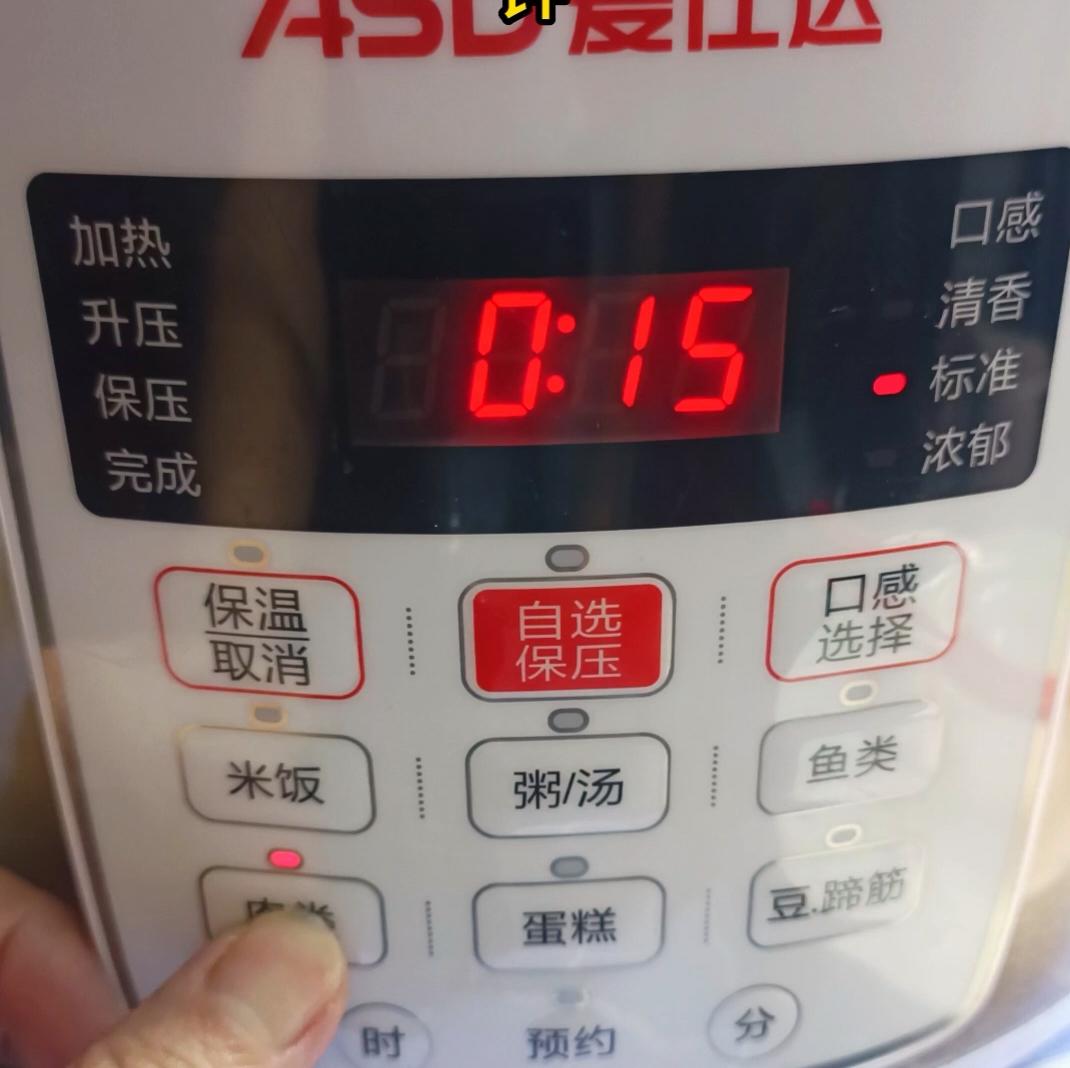 ASD爱仕达
加热
升压
保压
完成
0:15
口感
清香
标准
浓郁
保温
取消
自选
保压
口感
选择
米饭
粥/汤
鱼类
肉类
蛋糕
豆.蹄筋
时
预约
分